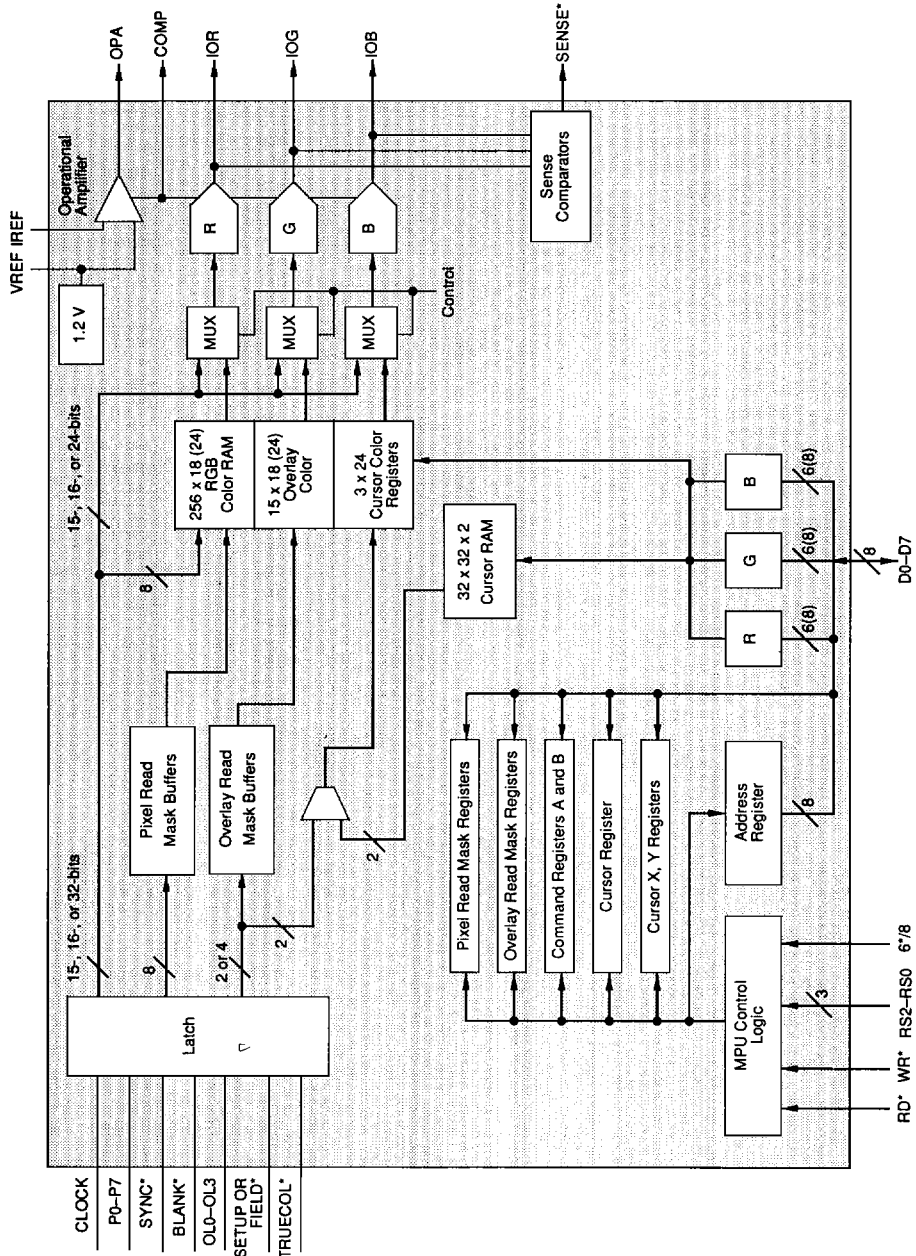 CLOCK
P0–P7
SYNC*
BLANK*
OL0–OL3
SETUP OR
FIELD*
TRUECOL*
Latch
15-, 16-, or 32-bits
8
2 or 4
2
Pixel Read
Mask Buffers
Overlay Read
Mask Buffers
2
15-, 16-, or 24-bits
8
256 x 18 (24)
RGB
Color RAM
15 x 18 (24)
Overlay
Color
3 x 24
Cursor Color
Registers
32 x 32 x 2
Cursor RAM
1.2 V
VREF IREF
Operational
Amplifier
MUX
MUX
MUX
Control
R
G
B
OPA
COMP
IOR
IOG
IOB
Sense
Comparators
SENSE*
Pixel Read Mask Registers
Overlay Read Mask Registers
Command Registers A and B
Cursor Register
Cursor X, Y Registers
MPU Control
Logic
Address
Register
8
R
G
B
6(8)
6(8)
6(8)
8
D0–D7
RD*
WR*
RS2–RS0
3
6*/8